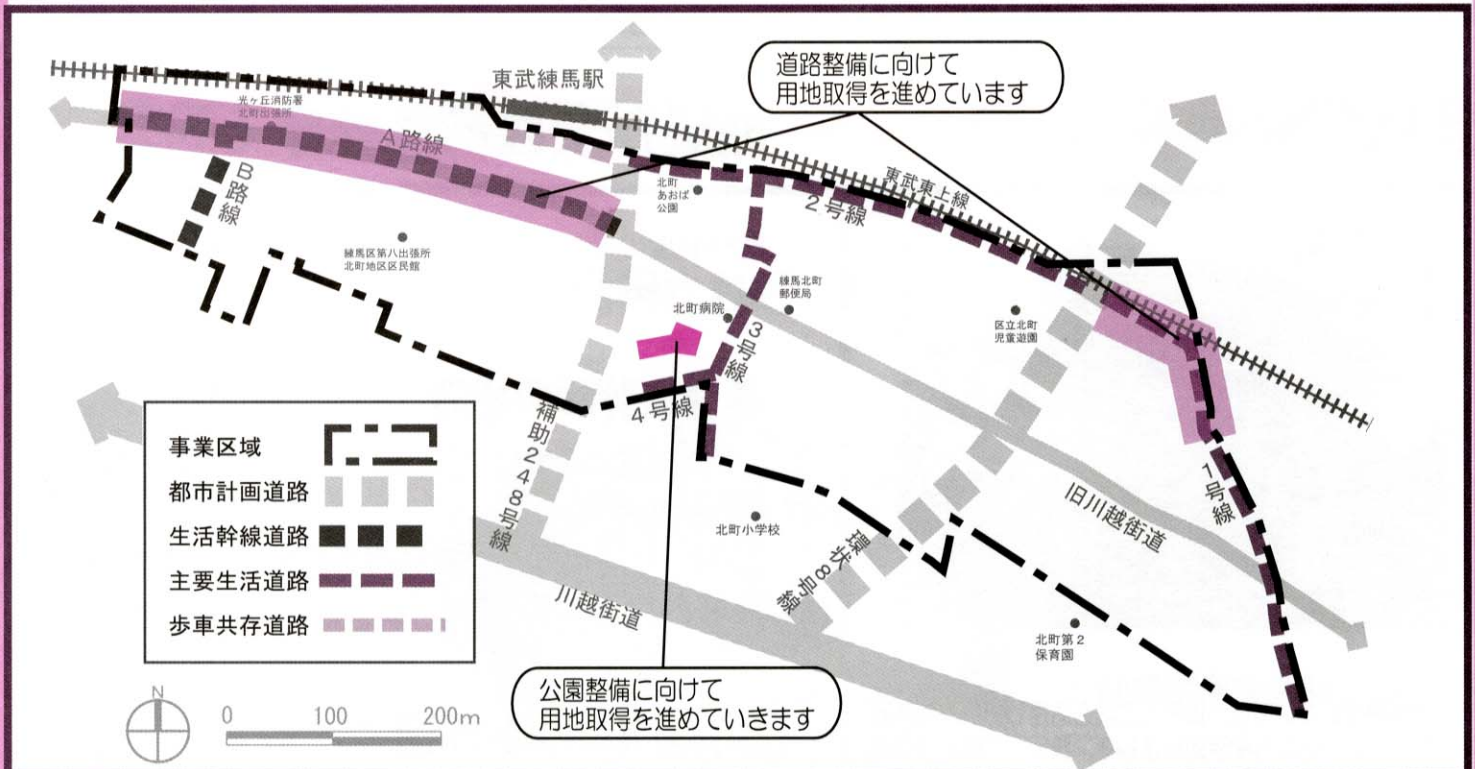 東武練馬駅
道路整備に向けて
用地取得を進めています
光ヶ丘消防署
北町出張所
A路線
B路線
北町
あおば
公園
東武東上線
2号線
練馬区第八出張所
北町地区区民館
練馬北町
郵便局
北町病院
3号線
区立北町
児童遊園
4号線
補助248号線
事業区域
都市計画道路
生活幹線道路
主要生活道路
歩車共存道路
北町小学校
環状8号線
旧川越街道
1号線
川越街道
北町第2
保育園
公園整備に向けて
用地取得を進めていきます
N
0 100 200m